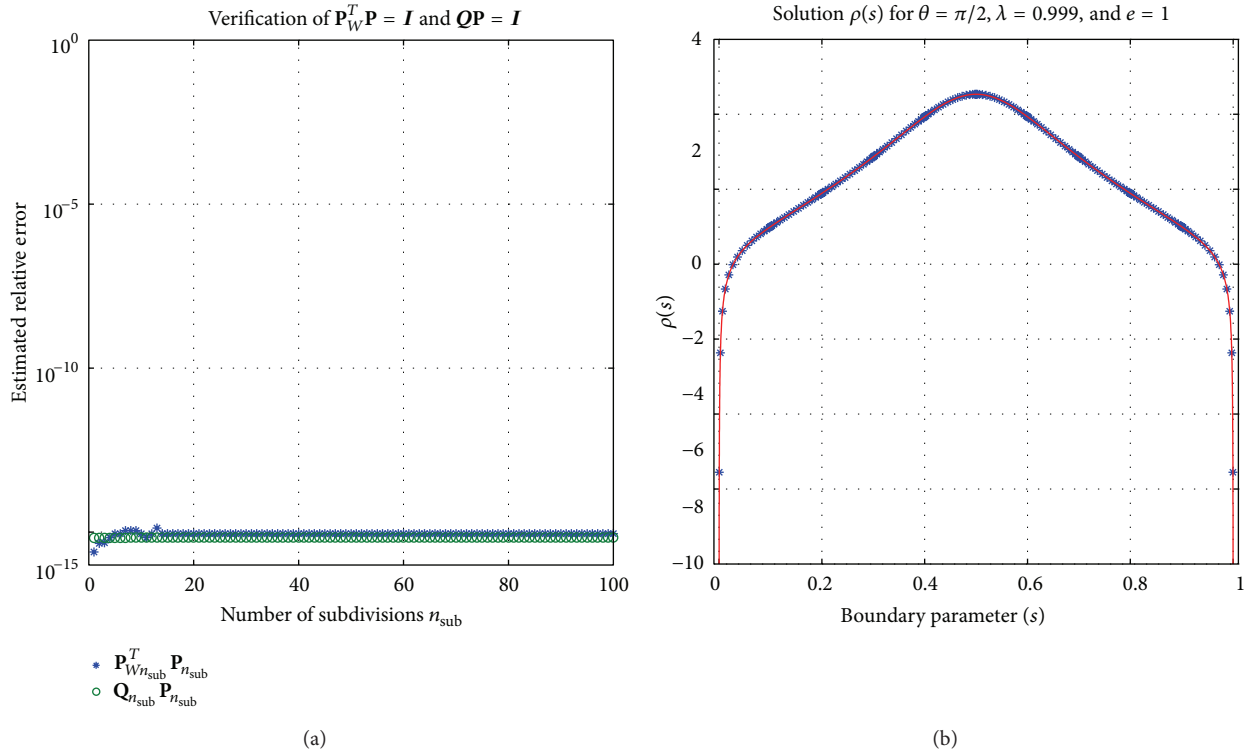 Verification of P_W^T P = I and QP = I
10^0
10^-5
10^-10
10^-15
Estimated relative error
0 20 40 60 80 100
Number of subdivisions n_sub
P_{Wn_sub}^T P_{n_sub}
Q_{n_sub} P_{n_sub}
(a)
Solution ρ(s) for θ = π/2, λ = 0.999, and e = 1
4
2
0
−2
−4
−6
−8
−10
ρ(s)
0 0.2 0.4 0.6 0.8 1
Boundary parameter (s)
(b)